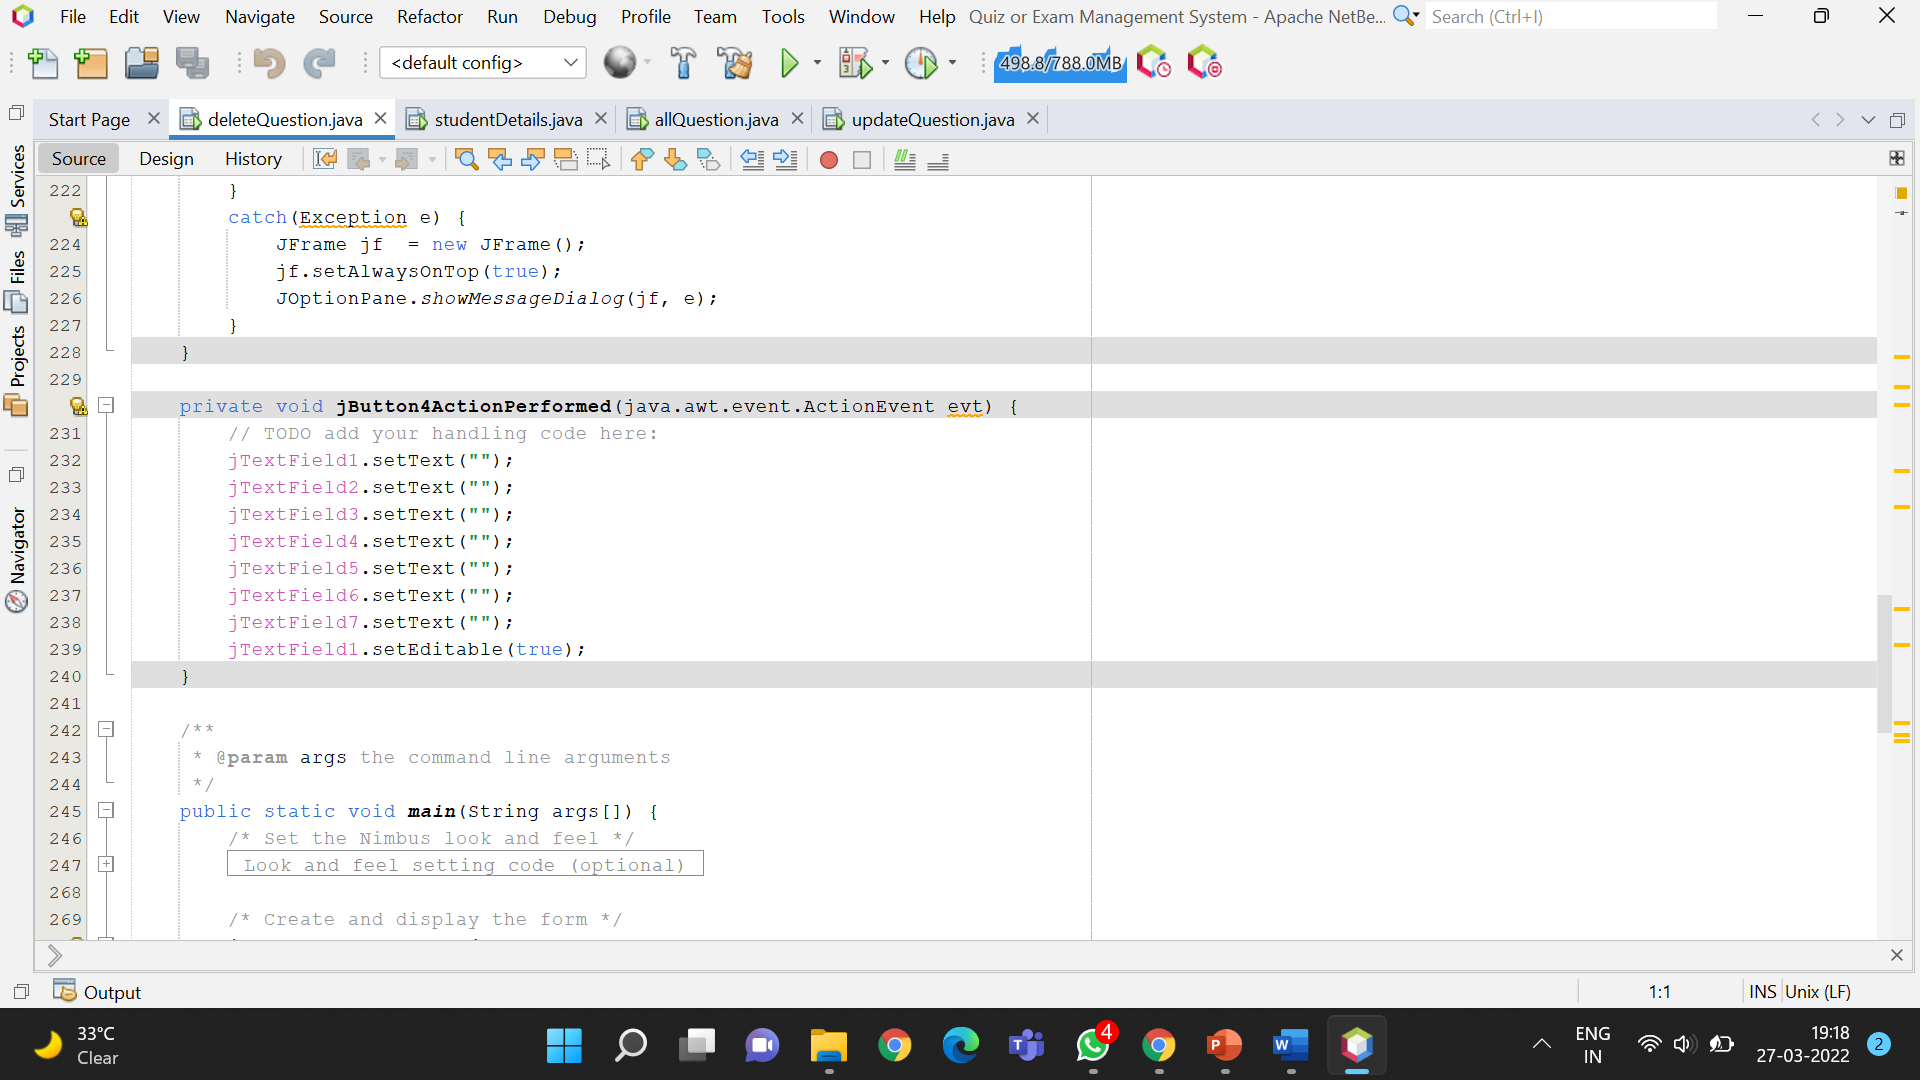 File Edit View Navigate Source Refactor Run Debug Profile Team Tools Window Help Quiz or Exam Management System - Apache NetBe... Search (Ctrl+I)
<default config> 498.8/788.0MB
Start Page deleteQuestion.java studentDetails.java allQuestion.java updateQuestion.java
Source Design History
Services
Files
Projects
Navigator
222 }
catch(Exception e) {
224 JFrame jf = new JFrame();
225 jf.setAlwaysOnTop(true);
226 JOptionPane.showMessageDialog(jf, e);
227 }
228 }
229
private void jButton4ActionPerformed(java.awt.event.ActionEvent evt) {
231 // TODO add your handling code here:
232 jTextField1.setText("");
233 jTextField2.setText("");
234 jTextField3.setText("");
235 jTextField4.setText("");
236 jTextField5.setText("");
237 jTextField6.setText("");
238 jTextField7.setText("");
239 jTextField1.setEditable(true);
240 }
241
242 /**
243 * @param args the command line arguments
244 */
245 public static void main(String args[]) {
246 /* Set the Nimbus look and feel */
247 Look and feel setting code (optional)
268
269 /* Create and display the form */
Output 1:1 INS Unix (LF)
33°C
Clear
4
ENG
IN
19:18
27-03-2022
2